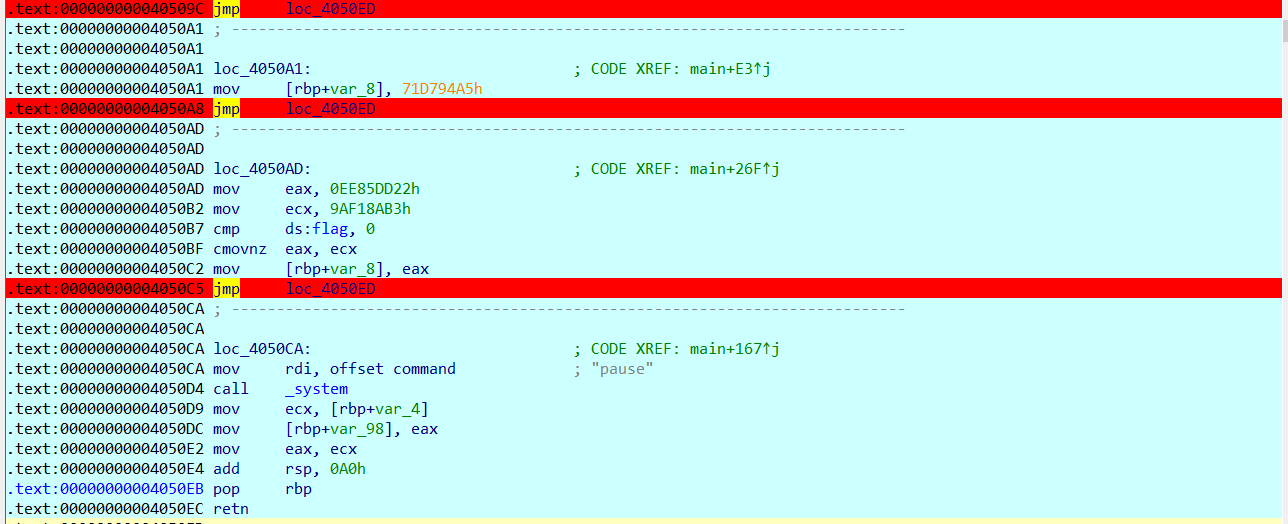 .text:000000000040509C jmp     loc_4050ED
.text:00000000004050A1 ; ---------------------------------------------------------------------------
.text:00000000004050A1
.text:00000000004050A1 loc_4050A1:                             ; CODE XREF: main+E3↑j
.text:00000000004050A1 mov     [rbp+var_8], 71D794A5h
.text:00000000004050A8 jmp     loc_4050ED
.text:00000000004050AD ; ---------------------------------------------------------------------------
.text:00000000004050AD
.text:00000000004050AD loc_4050AD:                             ; CODE XREF: main+26F↑j
.text:00000000004050AD mov     eax, 0EE85DD22h
.text:00000000004050B2 mov     ecx, 9AF18AB3h
.text:00000000004050B7 cmp     ds:flag, 0
.text:00000000004050BF cmovnz  eax, ecx
.text:00000000004050C2 mov     [rbp+var_8], eax
.text:00000000004050C5 jmp     loc_4050ED
.text:00000000004050CA ; ---------------------------------------------------------------------------
.text:00000000004050CA
.text:00000000004050CA loc_4050CA:                             ; CODE XREF: main+167↑j
.text:00000000004050CA mov     rdi, offset command             ; "pause"
.text:00000000004050D4 call    _system
.text:00000000004050D9 mov     ecx, [rbp+var_4]
.text:00000000004050DC mov     [rbp+var_98], eax
.text:00000000004050E2 mov     eax, ecx
.text:00000000004050E4 add     rsp, 0A0h
.text:00000000004050EB pop     rbp
.text:00000000004050EC retn